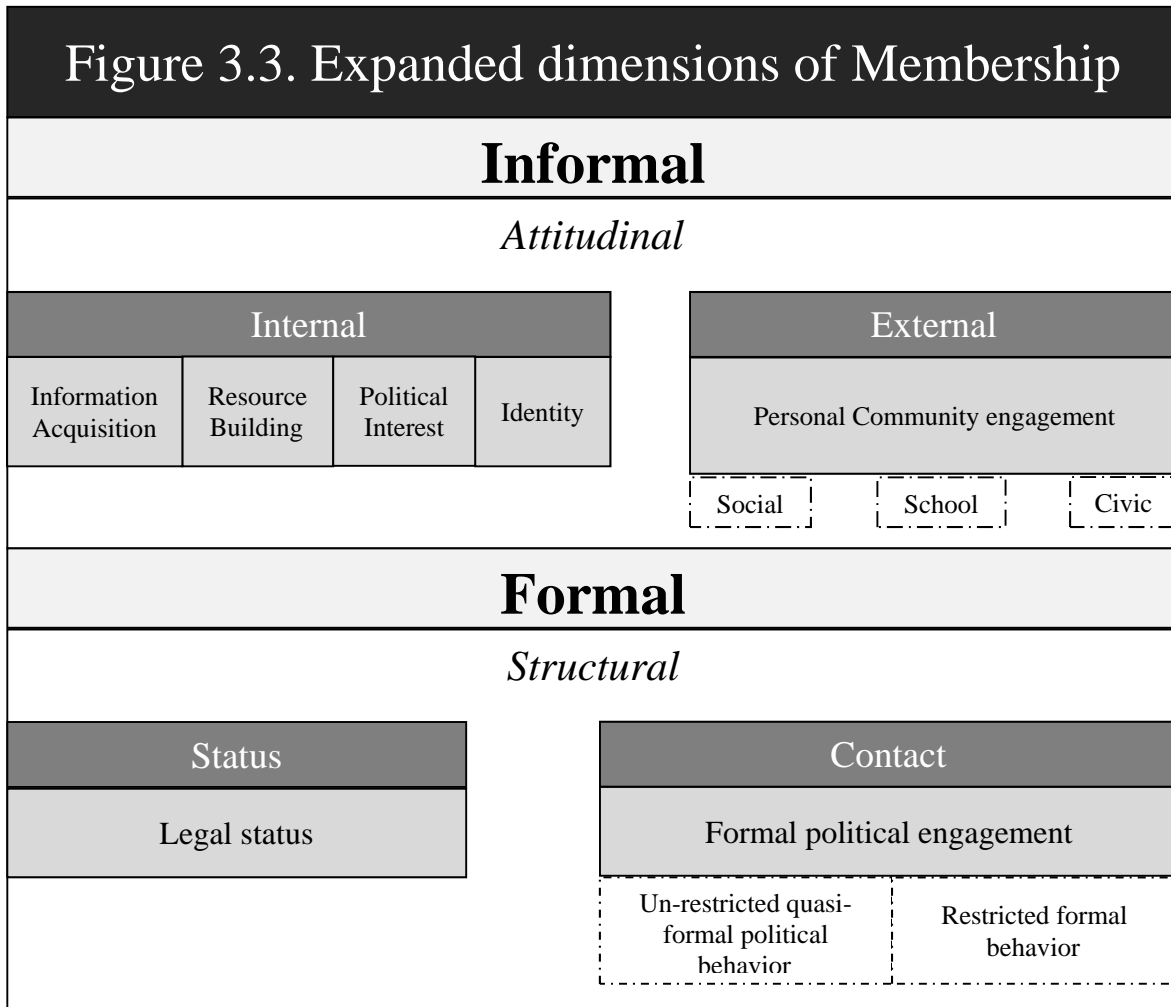 Figure 3.3. Expanded dimensions of Membership
Informal
Attitudinal
Internal
Information
Acquisition
Resource
Building
Political
Interest
Identity
External
Personal Community engagement
Social
School
Civic
Formal
Structural
Status
Legal status
Contact
Formal political engagement
Un-restricted quasi-
formal political
behavior
Restricted formal
behavior